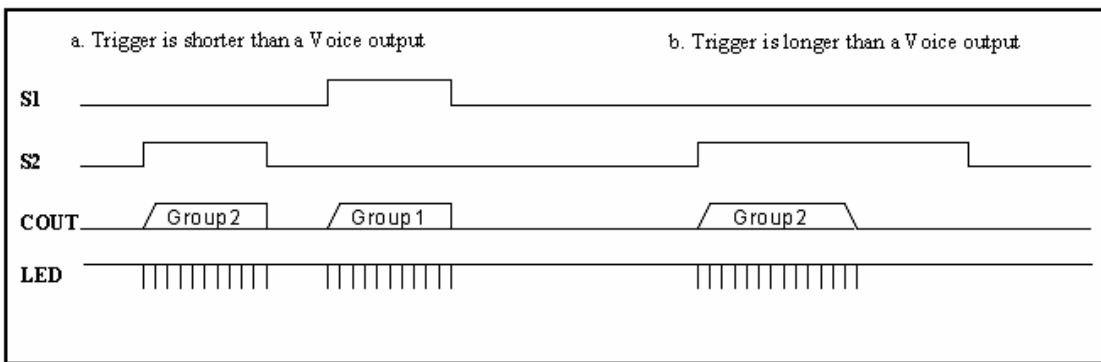 a. Trigger is shorter than a Voice output
b. Trigger is longer than a Voice output
S1
S2
COUT
Group2
Group1
Group2
LED